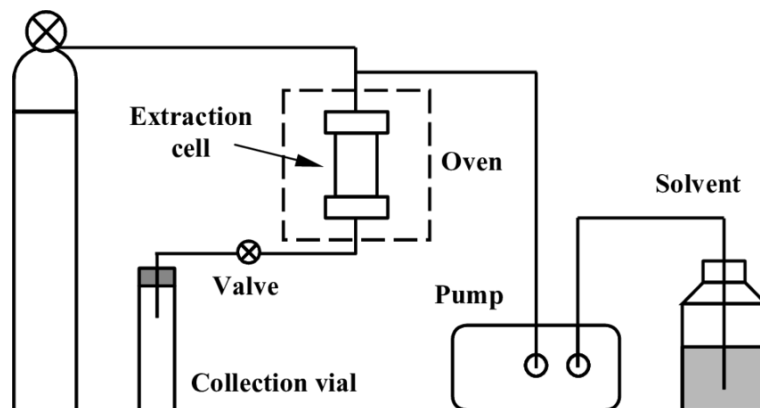 Extraction
cell
Oven
Solvent
Valve
Pump
Collection vial